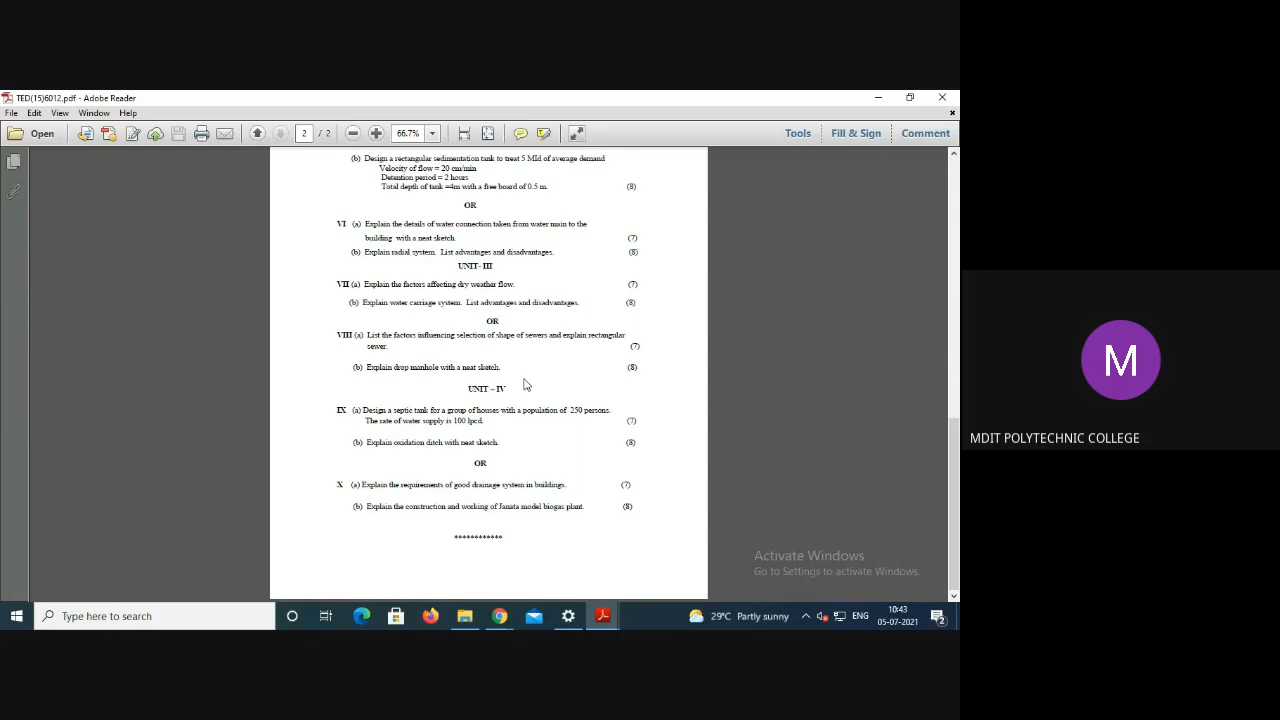 TED(15)6012.pdf - Adobe Reader
File Edit View Window Help
Open 2 / 2 66.7% Tools Fill & Sign Comment
(b) Design a rectangular sedimentation tank to treat 5 MId of average demand
Velocity of flow = 20 cm/min
Detention period = 2 hours
Total depth of tank =4m with a free board of 0.5 m. (8)
OR
VI (a) Explain the details of water connection taken from water main to the
building with a neat sketch. (7)
(b) Explain radial system. List advantages and disadvantages. (8)
UNIT- III
VII (a) Explain the factors affecting dry weather flow. (7)
(b) Explain water carriage system. List advantages and disadvantages. (8)
OR
VIII (a) List the factors influencing selection of shape of sewers and explain rectangular
sewer. (7)
(b) Explain drop manhole with a neat sketch. (8)
UNIT – IV
IX (a) Design a septic tank for a group of houses with a population of 250 persons.
The rate of water supply is 100 lpcd. (7)
(b) Explain oxidation ditch with neat sketch. (8)
OR
X (a) Explain the requirements of good drainage system in buildings. (7)
(b) Explain the construction and working of Janata model biogas plant. (8)
************
Activate Windows
Go to Settings to activate Windows.
Type here to search 29°C Partly sunny ENG 10:43
05-07-2021 2
M
MDIT POLYTECHNIC COLLEGE